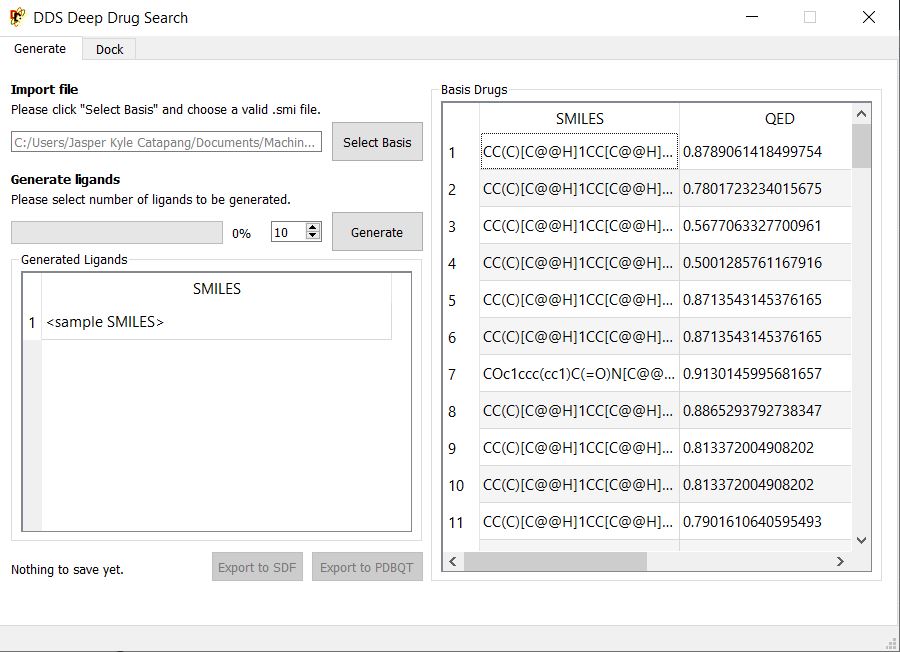 DDS Deep Drug Search
Generate
Dock
Import file
Please click "Select Basis" and choose a valid .smi file.
C:/Users/Jasper Kyle Catapang/Documents/Machin...
Select Basis
Generate ligands
Please select number of ligands to be generated.
0%
10
Generate
Generated Ligands
SMILES
1 <sample SMILES>
Nothing to save yet.
Export to SDF
Export to PDBQT
Basis Drugs
SMILES QED
1 CC(C)[C@@H]1CC[C@@H]... 0.8789061418499754
2 CC(C)[C@@H]1CC[C@@H]... 0.7801723234015675
3 CC(C)[C@@H]1CC[C@@H]... 0.5677063327700961
4 CC(C)[C@@H]1CC[C@@H]... 0.5001285761167916
5 CC(C)[C@@H]1CC[C@@H]... 0.8713543145376165
6 CC(C)[C@@H]1CC[C@@H]... 0.8713543145376165
7 COc1ccc(cc1)C(=O)N[C@@... 0.9130145995681657
8 CC(C)[C@@H]1CC[C@@H]... 0.8865293792738347
9 CC(C)[C@@H]1CC[C@@H]... 0.813372004908202
10 CC(C)[C@@H]1CC[C@@H]... 0.813372004908202
11 CC(C)[C@@H]1CC[C@@H]... 0.7901610640595493